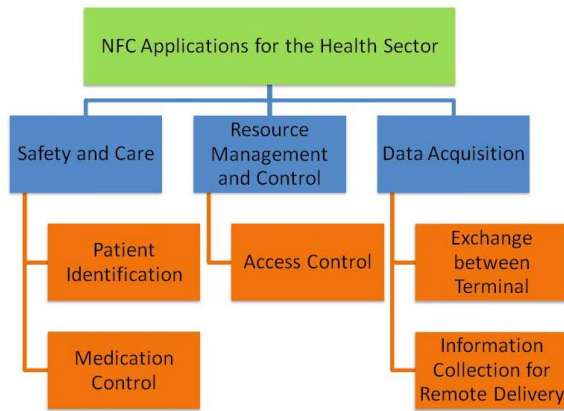 NFC Applications for the Health Sector
Safety and Care
Resource
Management
and Control
Data Acquisition
Patient
Identification
Access Control
Exchange
between
Terminal
Medication
Control
Information
Collection for
Remote Delivery